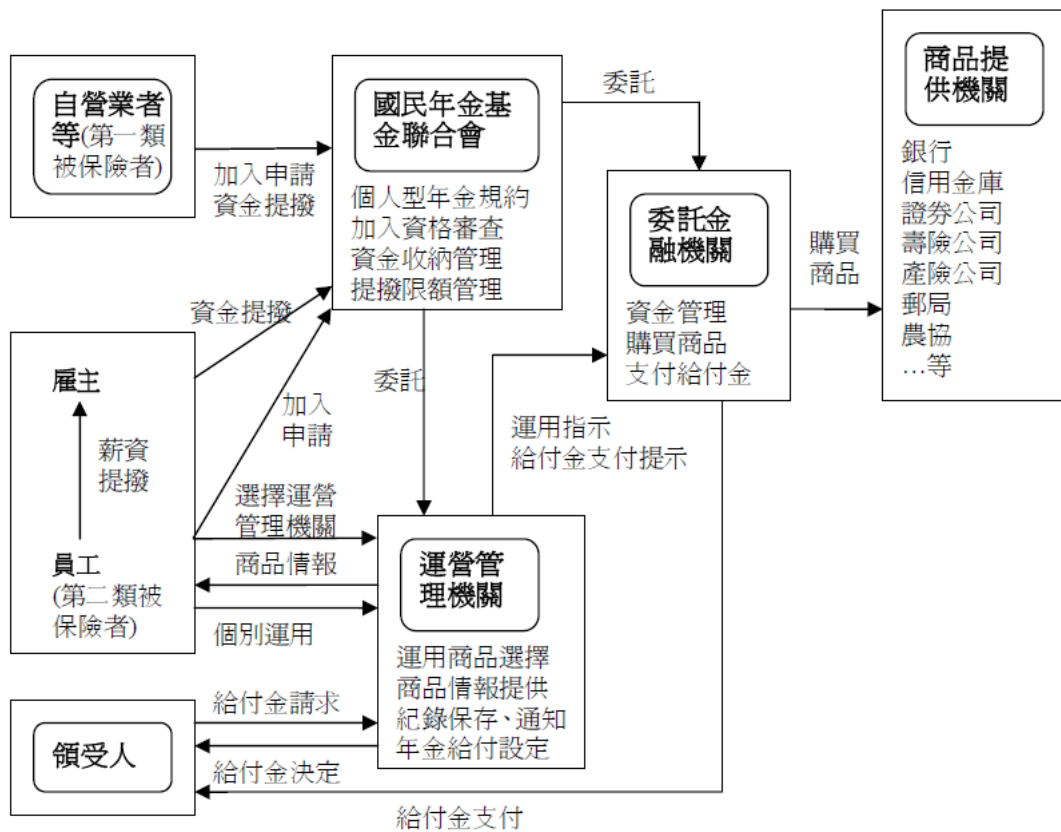 自營業者
等(第一類
被保險者)
加入申請
資金提撥
國民年金基
金聯合會
個人型年金規約
加入資格審查
資金收納管理
提撥限額管理
委託
委託金
融機關
資金管理
購買商品
支付給付金
購買
商品
商品提
供機關
銀行
信用金庫
證券公司
壽險公司
產險公司
郵局
農協
…等
資金提撥
雇主
薪資
提撥
員工
(第二類被
保險者)
加入
申請
委託
運用指示
給付金支付提示
選擇運營
管理機關
商品情報
個別運用
運營管
理機關
運用商品選擇
商品情報提供
紀錄保存、通知
年金給付設定
領受人
給付金請求
給付金決定
給付金支付